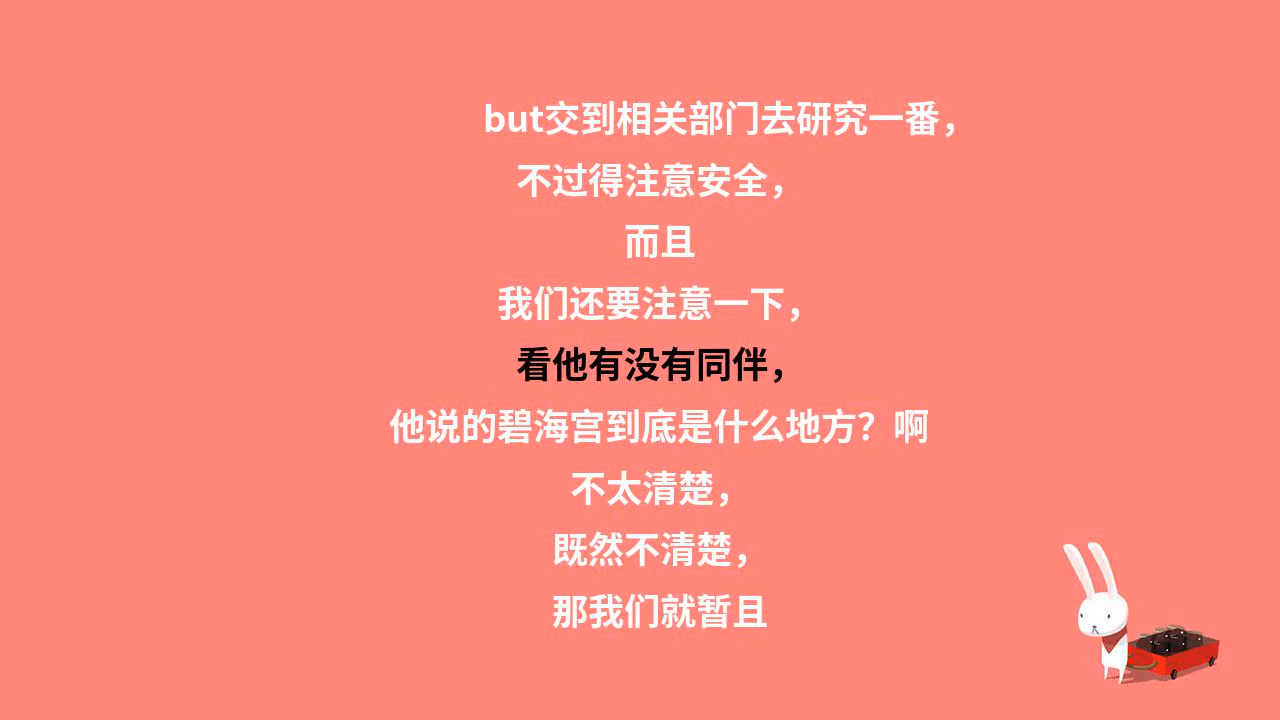 but交到相关部门去研究一番，
不过得注意安全，
而且
我们还要注意一下，
看他有没有同伴，
他说的碧海宫到底是什么地方？啊
不太清楚，
既然不清楚，
那我们就暂且